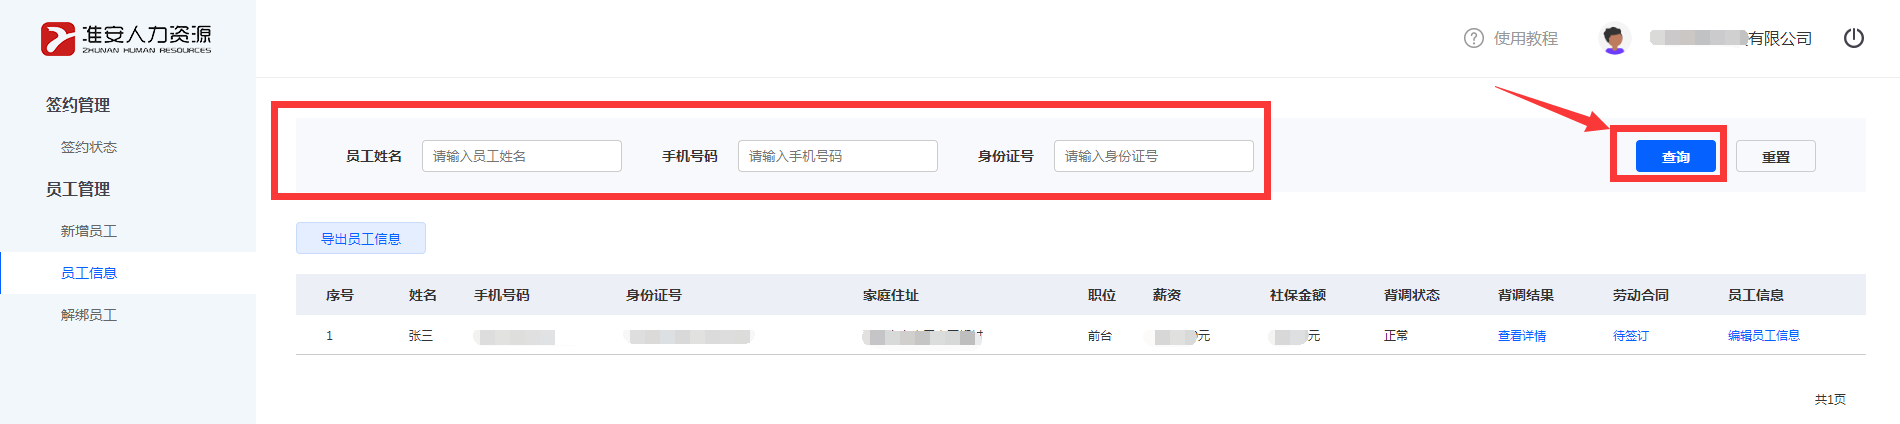 准安人力资源
ZHUNAN HUMAN RESOURCES
使用教程
有限公司
签约管理
签约状态
员工管理
新增员工
员工信息
解绑员工
员工姓名 请输入员工姓名 手机号码 请输入手机号码 身份证号 请输入身份证号 查询 重置
导出员工信息
序号 姓名 手机号码 身份证号 家庭住址 职位 薪资 社保金额 背调状态 背调结果 劳动合同 员工信息
1 张三 前台 元 元 正常 查看详情 待签订 编辑员工信息
共1页